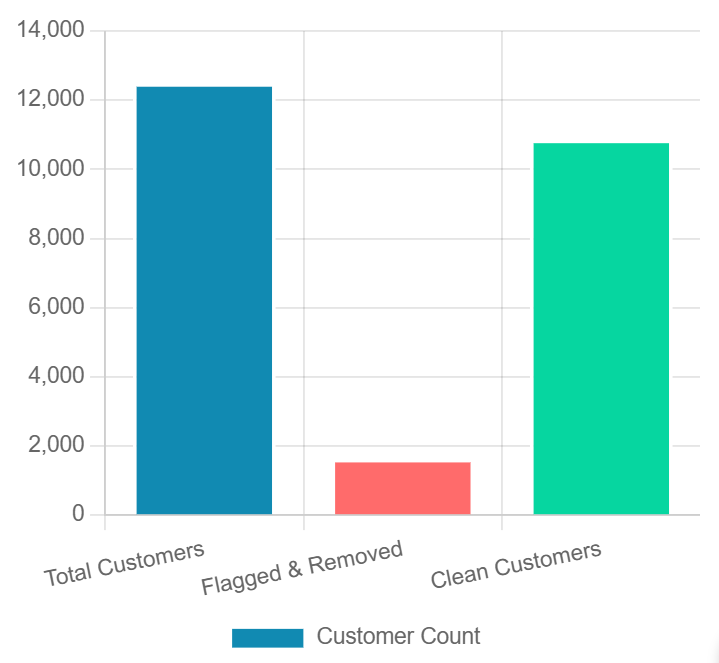 14,000
12,000
10,000
8,000
6,000
4,000
2,000
0
Total Customers
Flagged & Removed
Clean Customers
Customer Count